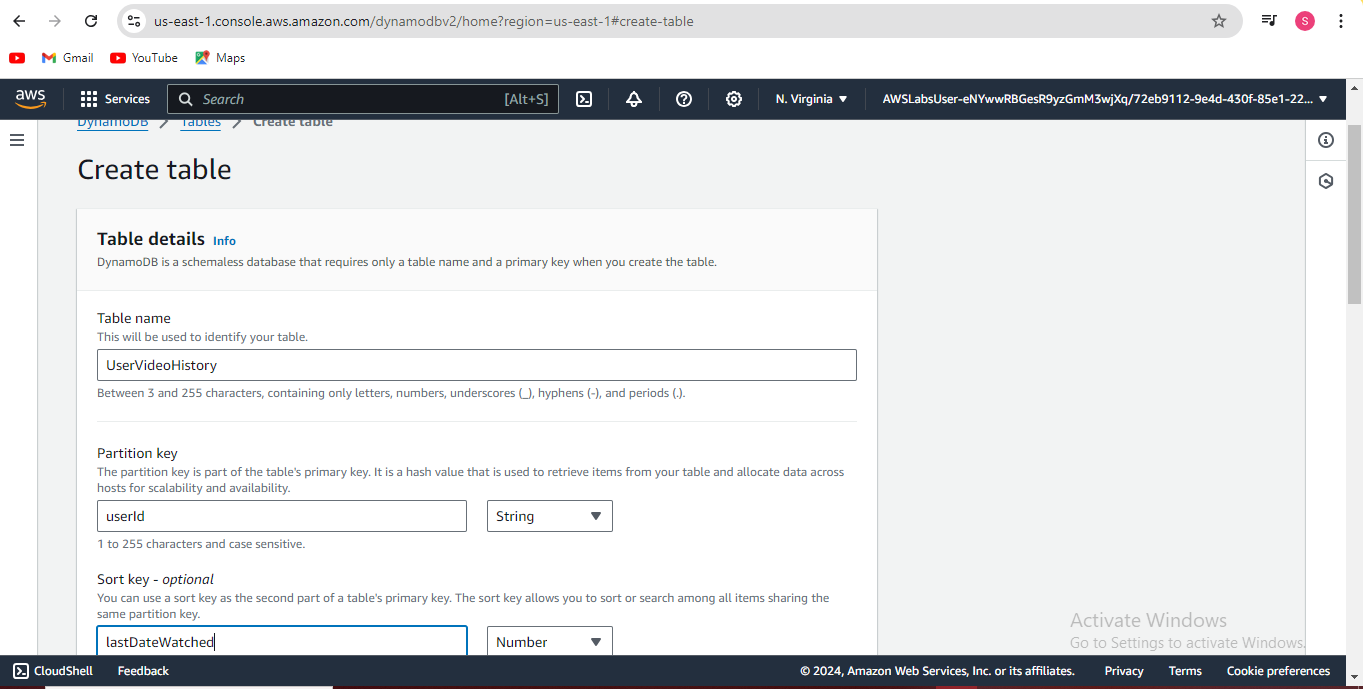 us-east-1.console.aws.amazon.com/dynamodbv2/home?region=us-east-1#create-table
S
Gmail
YouTube
Maps
aws
Services
Search
[Alt+S]
N. Virginia
AWSLabsUser-eNYwwRBGesR9yzGmM3wjXq/72eb9112-9e4d-430f-85e1-22...
DynamoDB
Tables
Create table
Create table
Table details Info
DynamoDB is a schemaless database that requires only a table name and a primary key when you create the table.
Table name
This will be used to identify your table.
UserVideoHistory
Between 3 and 255 characters, containing only letters, numbers, underscores (_), hyphens (-), and periods (.).
Partition key
The partition key is part of the table's primary key. It is a hash value that is used to retrieve items from your table and allocate data across
hosts for scalability and availability.
userId
String
1 to 255 characters and case sensitive.
Sort key - optional
You can use a sort key as the second part of a table's primary key. The sort key allows you to sort or search among all items sharing the
same partition key.
lastDateWatched
Number
Activate Windows
Go to Settings to activate Windows.
CloudShell
Feedback
© 2024, Amazon Web Services, Inc. or its affiliates.
Privacy
Terms
Cookie preferences